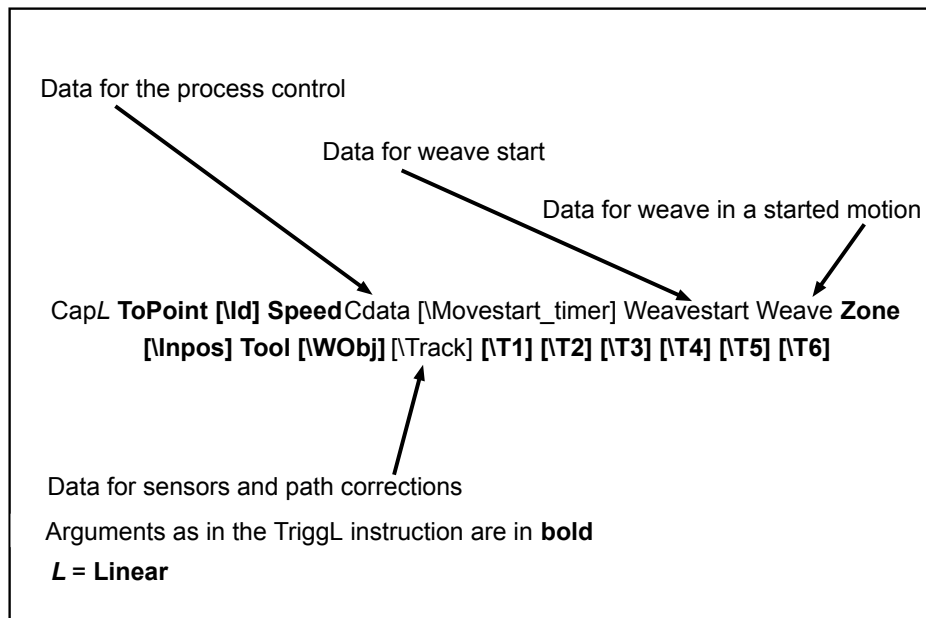 Data for the process control
Data for weave start
Data for weave in a started motion
CapL ToPoint [\Id] SpeedCdata [\Movestart_timer] Weavestart Weave Zone
[\Inpos] Tool [\WObj] [\Track] [\T1] [\T2] [\T3] [\T4] [\T5] [\T6]
Data for sensors and path corrections
Arguments as in the TriggL instruction are in bold
L = Linear